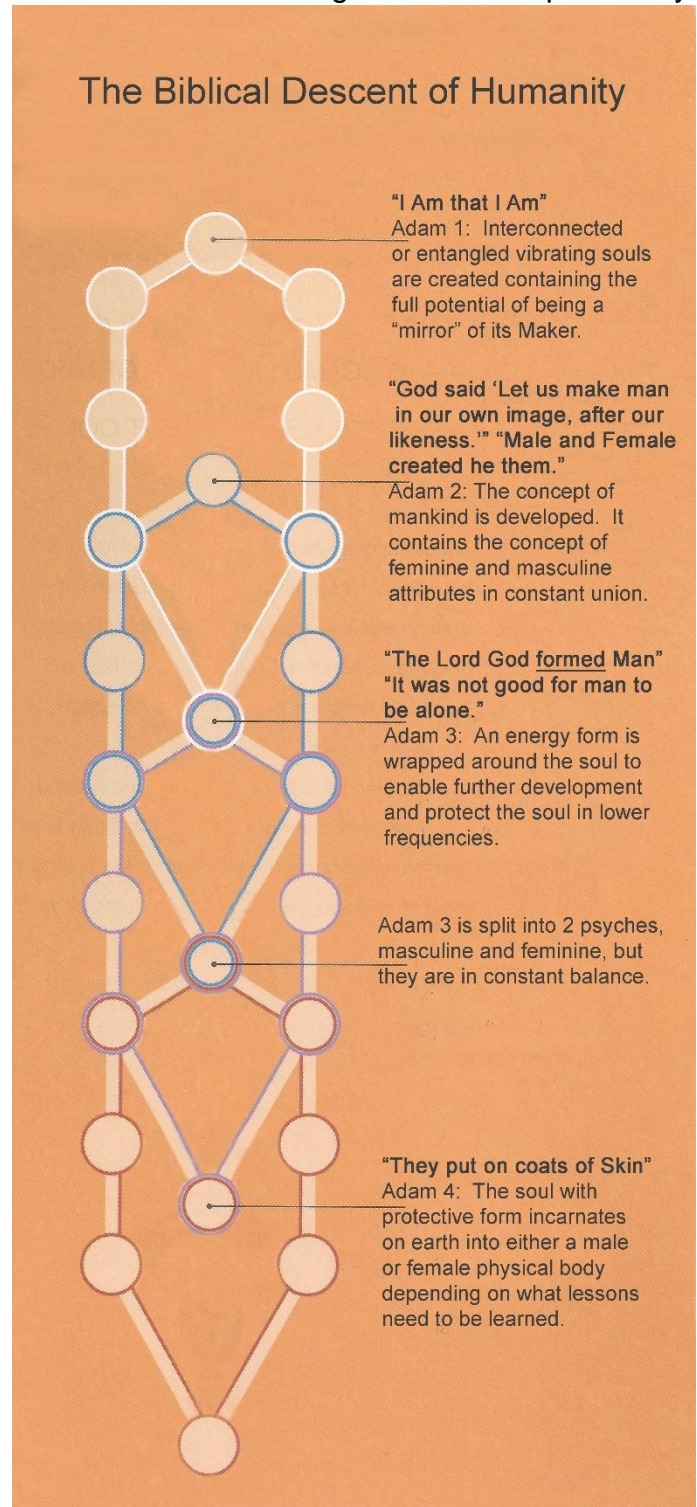 The Biblical Descent of Humanity
“I Am that I Am”
Adam 1: Interconnected
or entangled vibrating souls
are created containing the
full potential of being a
“mirror” of its Maker.
“God said ‘Let us make man
in our own image, after our
likeness.’” “Male and Female
created he them.”
Adam 2: The concept of
mankind is developed. It
contains the concept of
feminine and masculine
attributes in constant union.
“The Lord God formed Man”
“It was not good for man to
be alone.”
Adam 3: An energy form is
wrapped around the soul to
enable further development
and protect the soul in lower
frequencies.
Adam 3 is split into 2 psyches,
masculine and feminine, but
they are in constant balance.
“They put on coats of Skin”
Adam 4: The soul with
protective form incarnates
on earth into either a male
or female physical body
depending on what lessons
need to be learned.